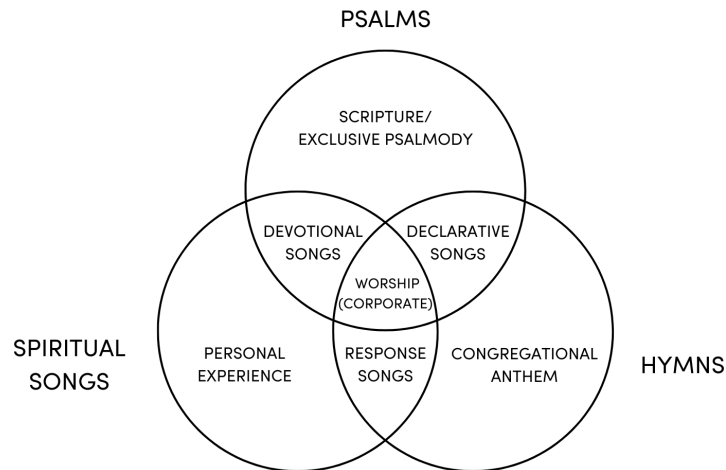 PSALMS
SCRIPTURE/
EXCLUSIVE PSALMODY
DEVOTIONAL
SONGS
DECLARATIVE
SONGS
WORSHIP
(CORPORATE)
SPIRITUAL
SONGS
PERSONAL
EXPERIENCE
RESPONSE
SONGS
CONGREGATIONAL
ANTHEM
HYMNS